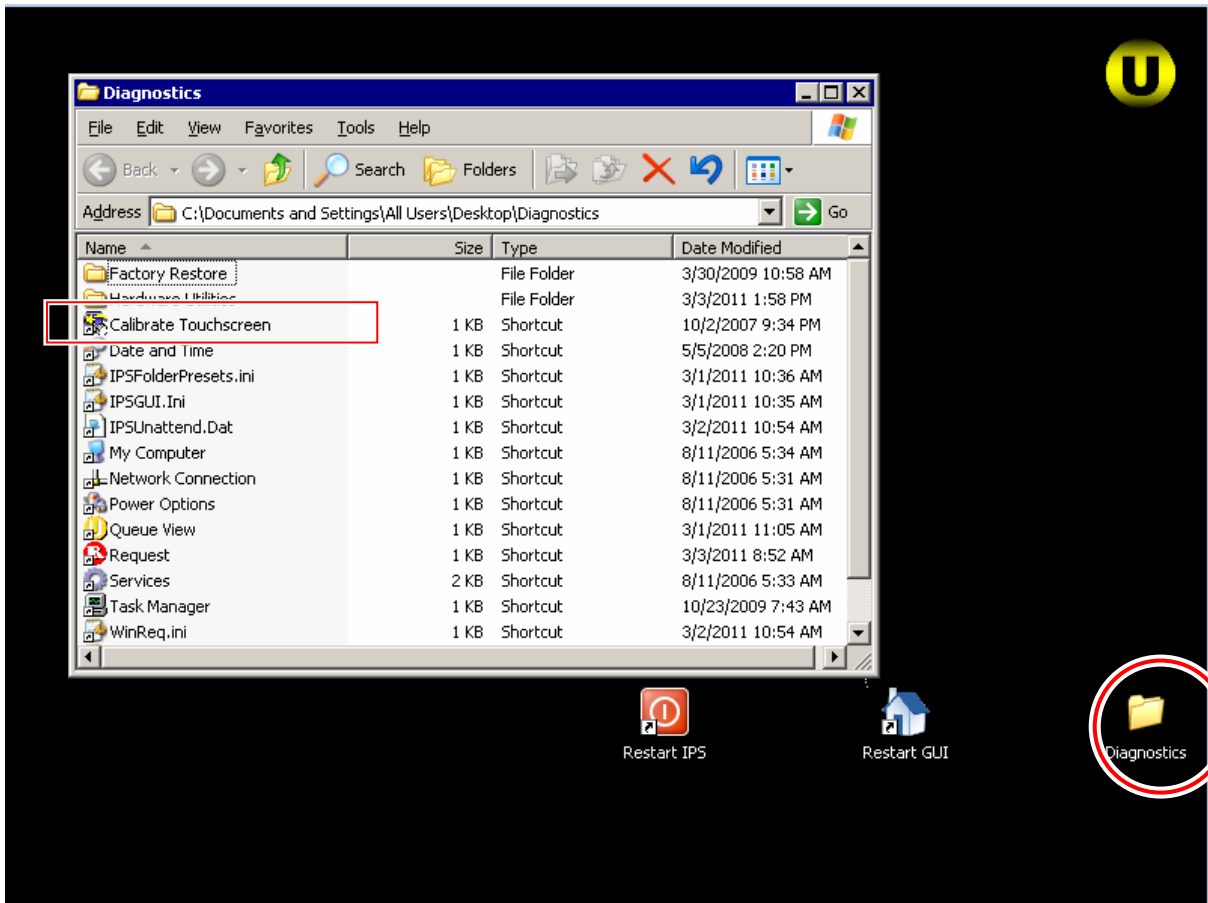 U
Diagnostics
File Edit View Favorites Tools Help
Back Search Folders
Address C:\Documents and Settings\All Users\Desktop\Diagnostics Go
Name Size Type Date Modified
Factory Restore File Folder 3/30/2009 10:58 AM
Hardware Utilities File Folder 3/3/2011 1:58 PM
Calibrate Touchscreen 1 KB Shortcut 10/2/2007 9:34 PM
Date and Time 1 KB Shortcut 5/5/2008 2:20 PM
IPSFolderPresets.ini 1 KB Shortcut 3/1/2011 10:36 AM
IPSGUI.Ini 1 KB Shortcut 3/1/2011 10:35 AM
IPSUnattend.Dat 1 KB Shortcut 3/2/2011 10:54 AM
My Computer 1 KB Shortcut 8/11/2006 5:34 AM
Network Connection 1 KB Shortcut 8/11/2006 5:31 AM
Power Options 1 KB Shortcut 8/11/2006 5:31 AM
Queue View 1 KB Shortcut 3/1/2011 11:05 AM
Request 1 KB Shortcut 3/3/2011 8:52 AM
Services 2 KB Shortcut 8/11/2006 5:33 AM
Task Manager 1 KB Shortcut 10/23/2009 7:43 AM
WinReq.ini 1 KB Shortcut 3/2/2011 10:54 AM
Restart IPS Restart GUI Diagnostics